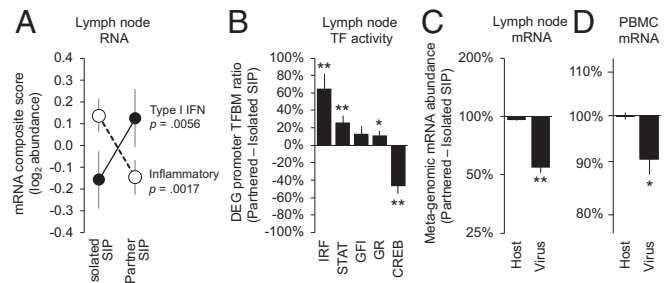 A
Lymph node
RNA
mRNA composite score
(log2 abundance)
0.4
0.3
0.2
0.1
0.0
-0.1
-0.2
-0.3
-0.4
Type I IFN
p = .0056
Inflammatory
p = .0017
solated
SIP
Partner
SIP
B
Lymph node
TF activity
DEG promoter TFBM ratio
(Partnered – Isolated SIP)
100%
80%
60%
40%
20%
0%
-20%
-40%
-60%
-80%
-100%
**
**
*
**
IRF
STAT
GFI
GR
CREB
C
Lymph node
mRNA
Meta-genomic mRNA abundance
(Partnered – Isolated SIP)
200%
100%
50%
25%
**
Host
Virus
D
PBMC
mRNA
100%
90%
80%
*
Host
Virus